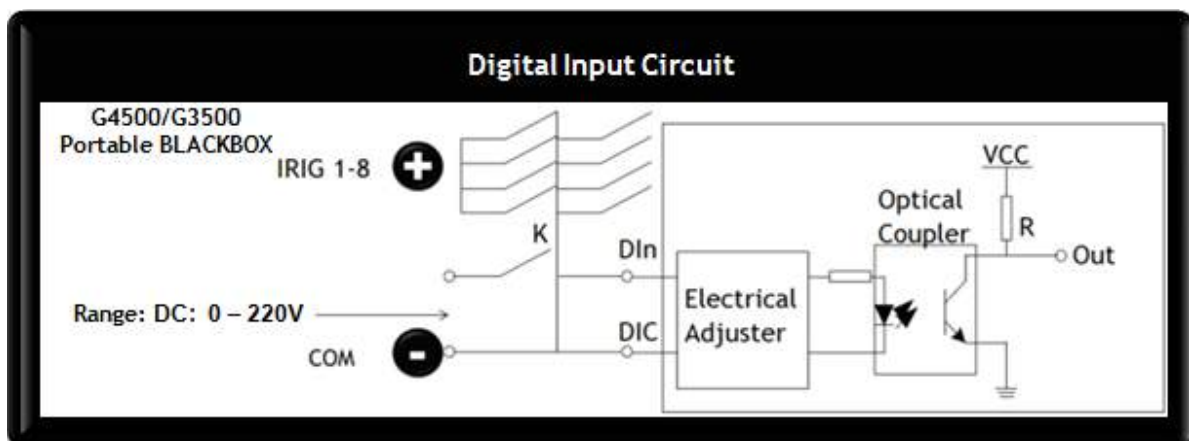 Digital Input Circuit
G4500/G3500
Portable BLACKBOX
IRIG 1-8
+
K
DIn
Range: DC: 0 – 220V
DIC
COM
-
Electrical
Adjuster
Optical
Coupler
VCC
R
Out